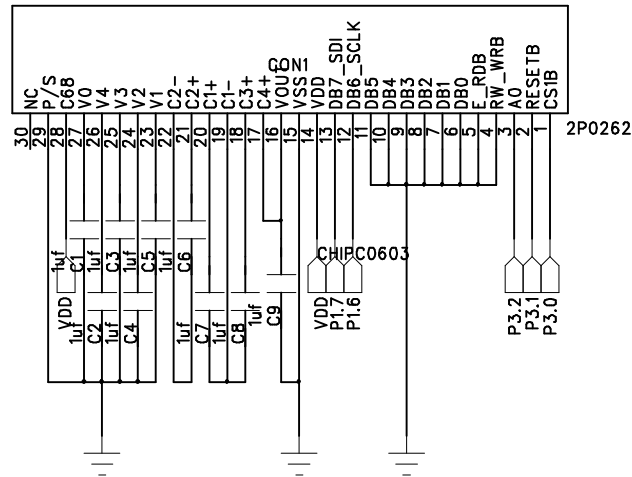 CON1
NC
P/S
C68
V0
V4
V3
V2
V1
C2-
C2+
C1+
C1-
C3+
C4+
VOUT
VSS
VDD
DB7_SDI
DB6_SCLK
DB5
DB4
DB3
DB2
DB1
DB0
E_RDB
RW_WRB
A0
RESETB
CS1B
30
29
28
27
26
25
24
23
22
21
20
19
18
17
16
15
14
13
12
11
10
9
8
7
6
5
4
3
2
1
2P0262
1uf
C1
1uf
C3
1uf
C5
1uf
C6
CHIPC0603
VDD
1uf
C2
1uf
C4
1uf
C7
C8
1uf
C9
VDD
P1.7
P1.6
P3.2
P3.1
P3.0